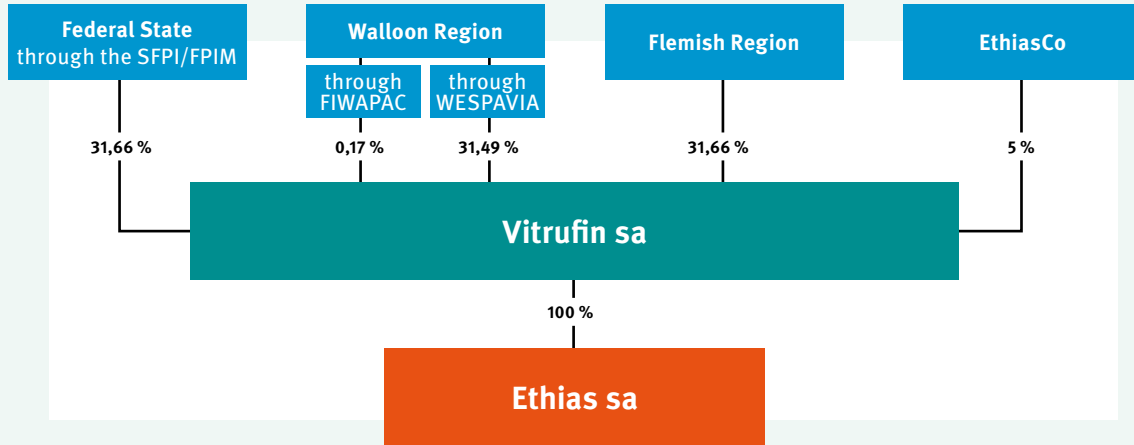 Federal State
through the SFPI/FPIM
Walloon Region
through
FIWAPAC
through
WESPAVIA
Flemish Region
EthiasCo
31,66 %
0,17 %
31,49 %
31,66 %
5 %
Vitrufin sa
100 %
Ethias sa